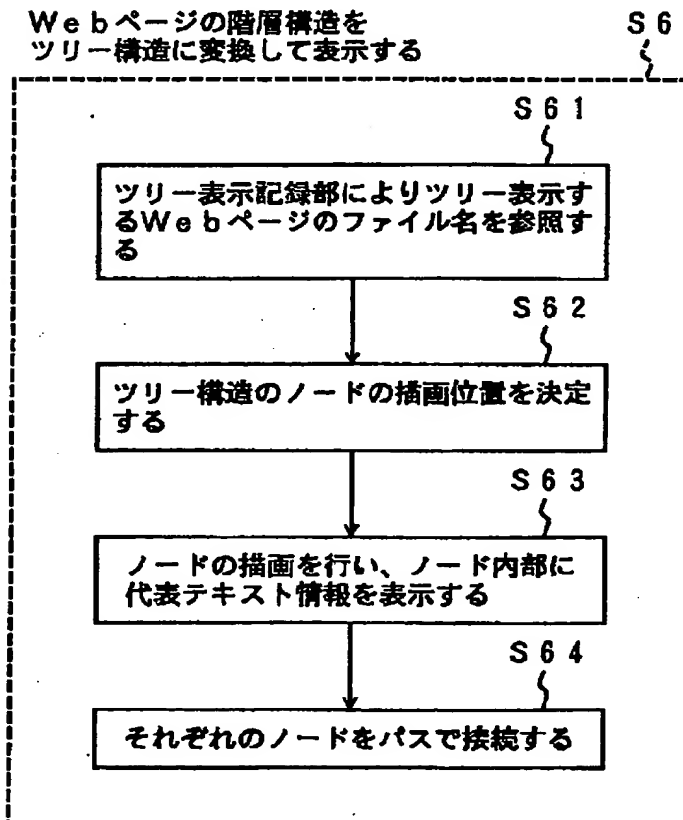 Webページの階層構造を
ツリー構造に変換して表示する
S6
S61
ツリー表示記録部によりツリー表示す
るWebページのファイル名を参照す
る
S62
ツリー構造のノードの描画位置を決定
する
S63
ノードの描画を行い、ノード内部に
代表テキスト情報を表示する
S64
それぞれのノードをパスで接続する